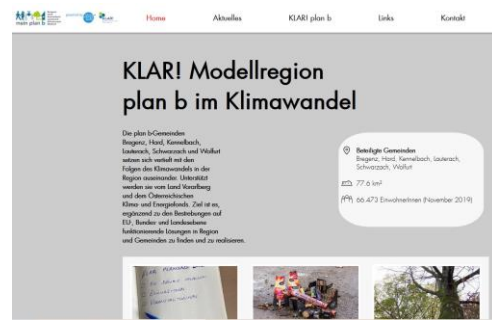 mein plan b
Home
Aktuelles
KLAR! plan b
Links
Kontakt
KLAR! Modellregion
plan b im Klimawandel
Die plan b-Gemeinden
Bregenz, Hard, Kennelbach,
Lauterach, Schwarzach und Wolfurt
setzen sich vertieft mit den
Folgen des Klimawandels in der
Region auseinander. Unterstützt
werden sie vom Land Vorarlberg
und dem Österreichischen
Klima- und Energiefonds. Ziel ist es,
ergänzend zu den Bestrebungen auf
EU-, Bundes- und Landesebene
funktionierende Lösungen in Region
und Gemeinden zu finden und zu realisieren.
Beteiligte Gemeinden
Bregenz, Hard, Kennelbach, Lauterach,
Schwarzach, Wolfurt
77.6 km²
66.473 EinwohnerInnen (November 2019)